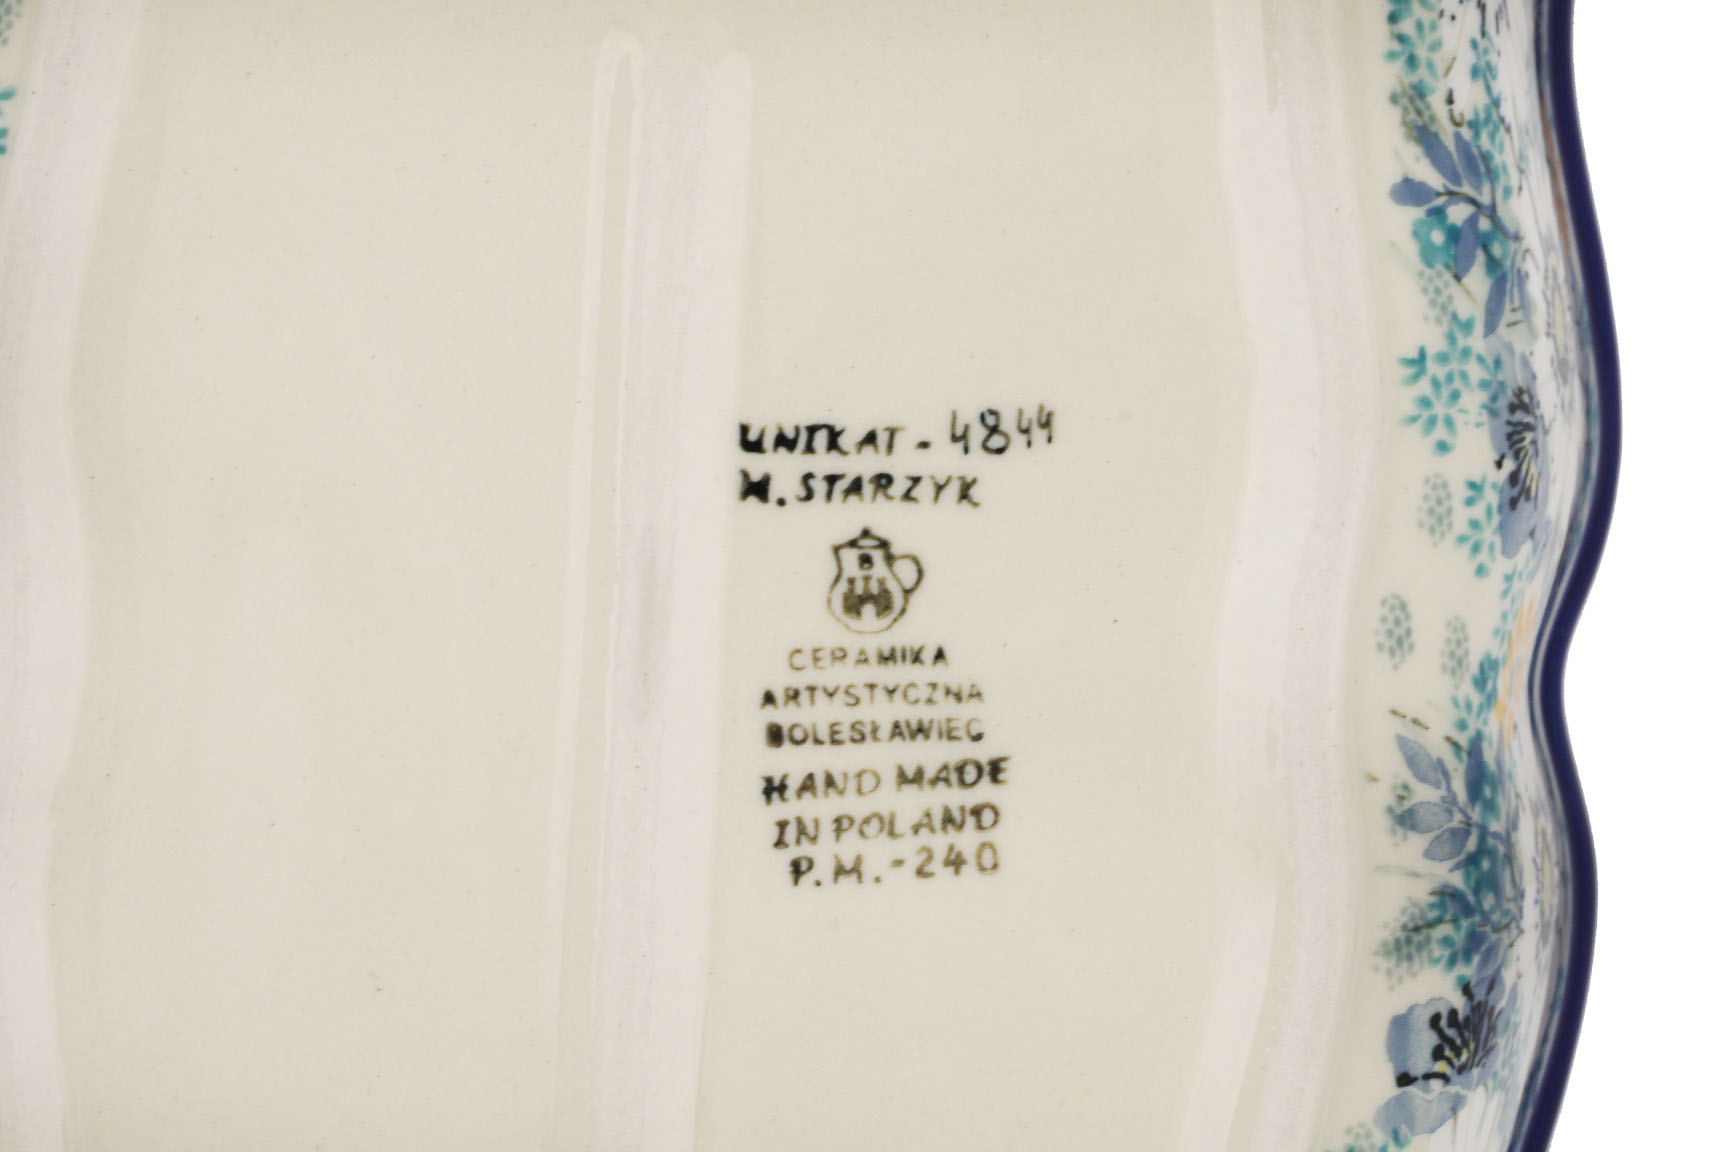 UNIKAT - 4844
M. STARZYK
B
CERAMIKA
ARTYSTYCZNA
BOLESŁAWIEC
HAND MADE
IN POLAND
P.M.-240